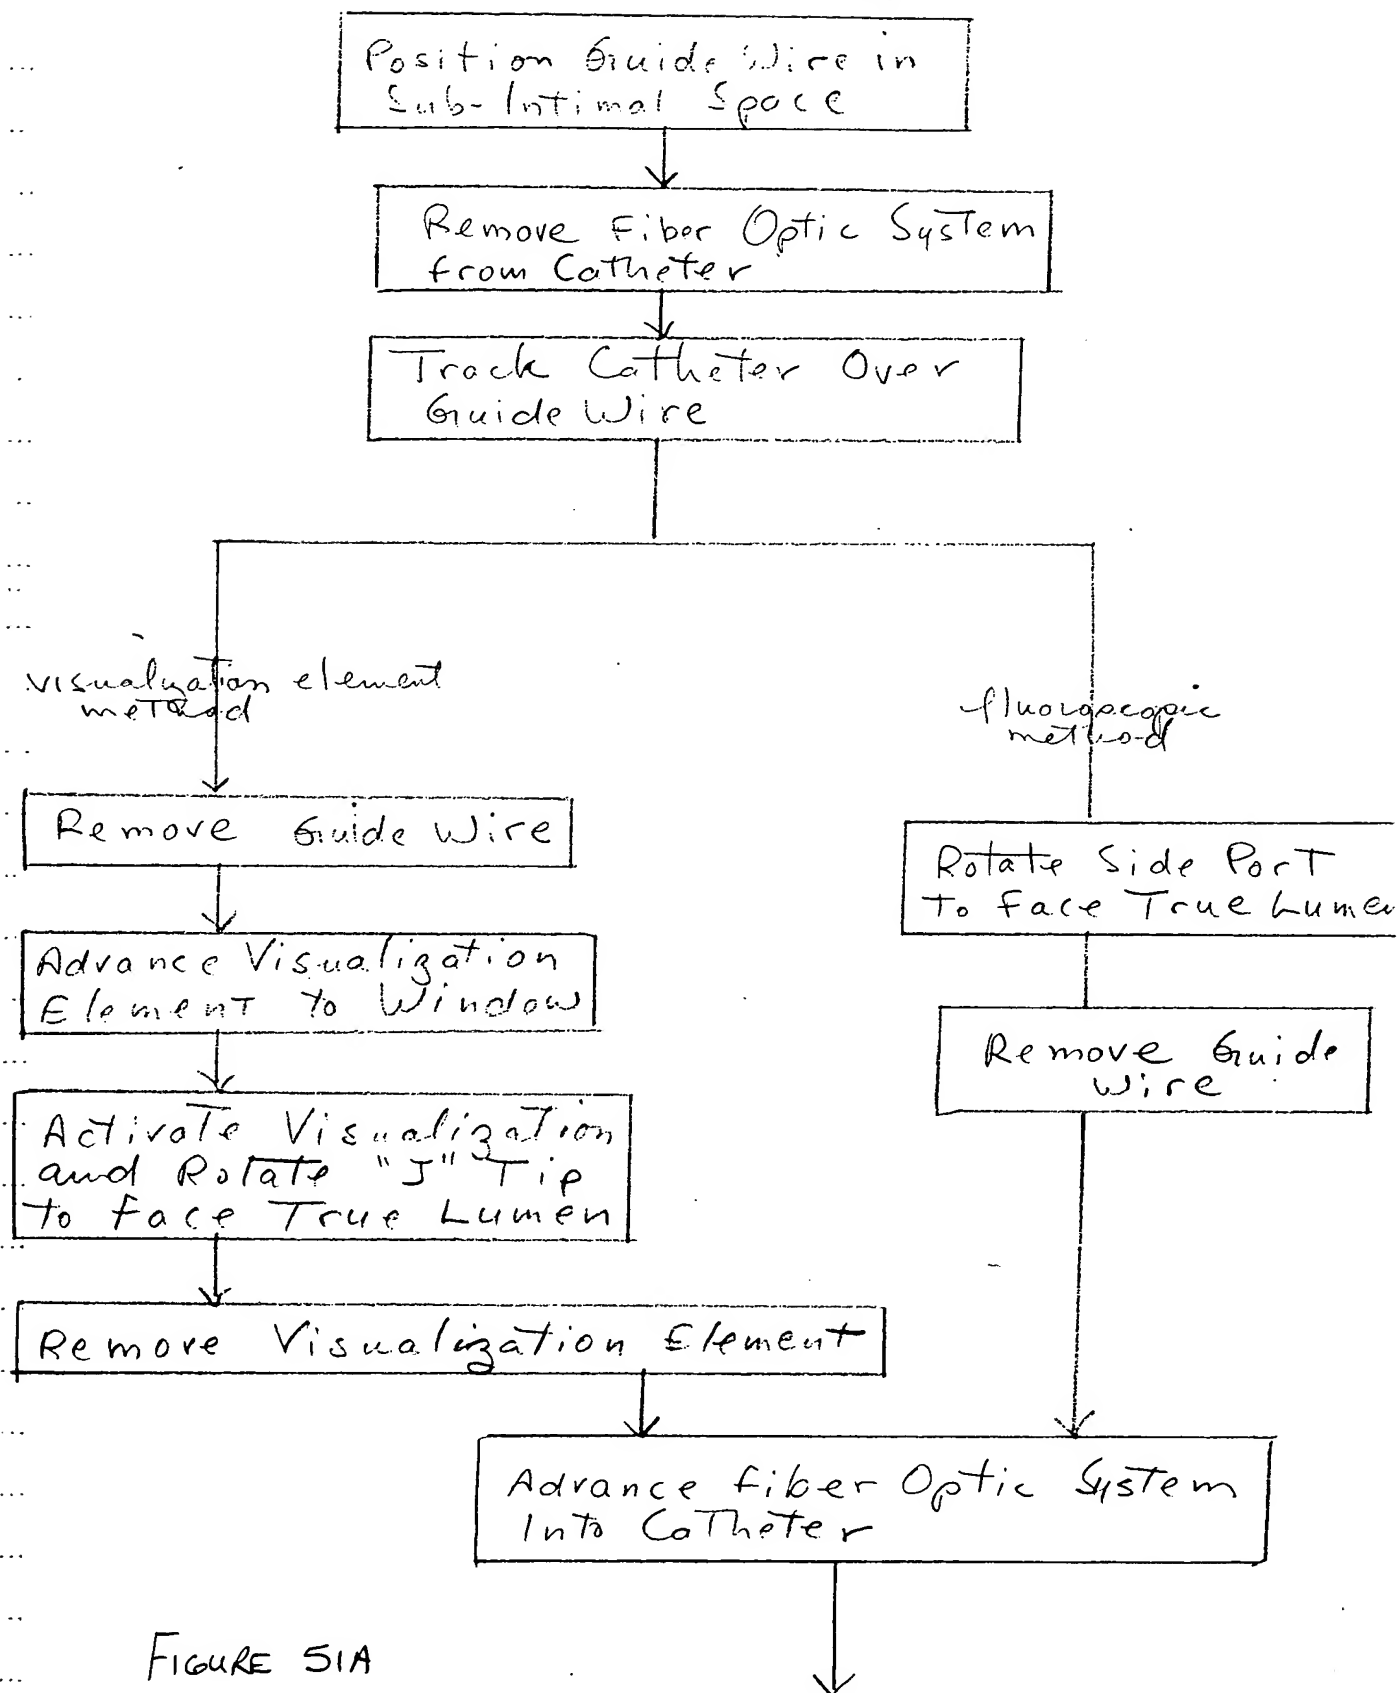 Position Guide Wire in
Sub-Intimal Space
Remove Fiber Optic System
from Catheter
Track Catheter Over
Guide Wire
visualization element
method
fluoroscopic
method
Remove Guide Wire
Rotate Side Port
to Face True Lumen
Advance Visualization
Element to Window
Remove Guide
Wire
Activate Visualization
and Rotate "J" Tip
to Face True Lumen
Remove Visualization Element
Advance Fiber Optic System
Into Catheter
FIGURE 51A